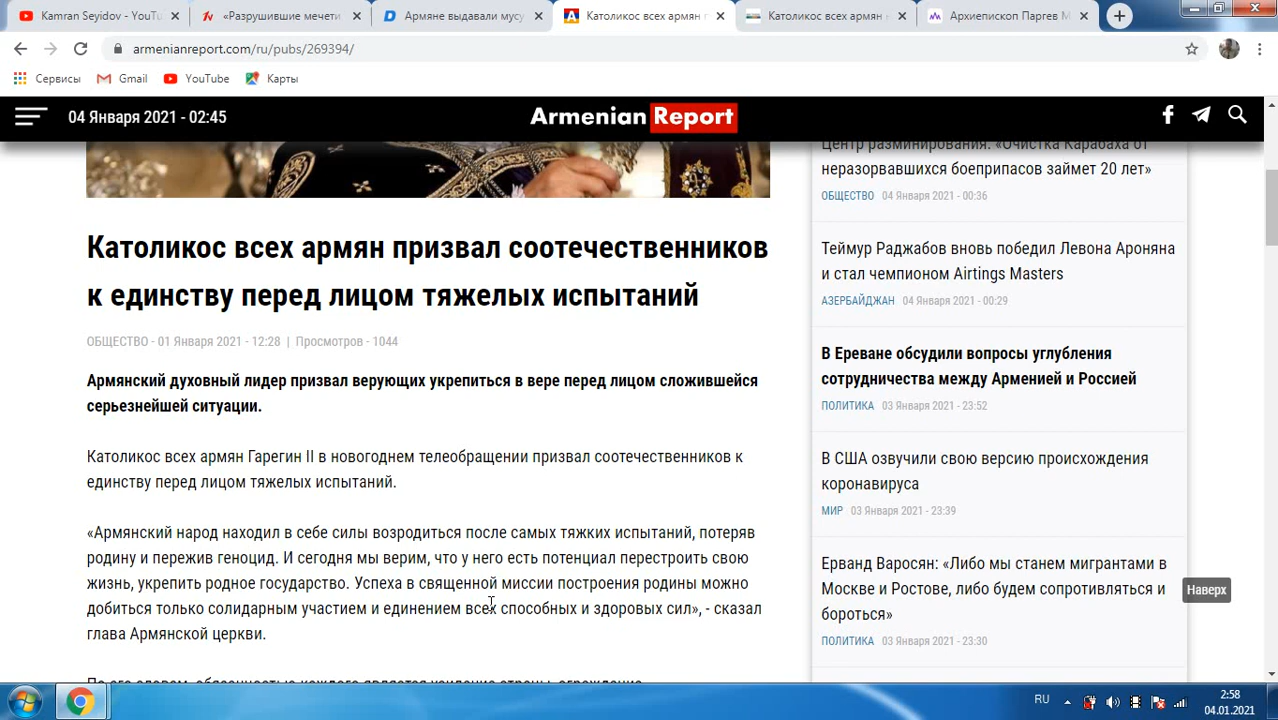 Kamran Seyidov - YouTu
«Разрушившие мечети
Армяне выдавали мусу
Католикос всех армян п
Католикос всех армян н
Архиепископ Паргев М
armenianreport.com/ru/pubs/269394/
Сервисы
Gmail
YouTube
Карты
04 Января 2021 - 02:45
Armenian Report
Католикос всех армян призвал соотечественников
к единству перед лицом тяжелых испытаний
ОБЩЕСТВО - 01 Января 2021 - 12:28 | Просмотров - 1044
Армянский духовный лидер призвал верующих укрепиться в вере перед лицом сложившейся
серьезнейшей ситуации.
Католикос всех армян Гарегин II в новогоднем телеобращении призвал соотечественников к
единству перед лицом тяжелых испытаний.
«Армянский народ находил в себе силы возродиться после самых тяжких испытаний, потеряв
родину и пережив геноцид. И сегодня мы верим, что у него есть потенциал перестроить свою
жизнь, укрепить родное государство. Успеха в священной миссии построения родины можно
добиться только солидарным участием и единением всех способных и здоровых сил», - сказал
глава Армянской церкви.
Центр разминирования: «Очистка Карабаха от
неразорвавшихся боеприпасов займет 20 лет»
ОБЩЕСТВО 04 Января 2021 - 00:36
Теймур Раджабов вновь победил Левона Ароняна
и стал чемпионом Airtings Masters
АЗЕРБАЙДЖАН 04 Января 2021 - 00:29
В Ереване обсудили вопросы углубления
сотрудничества между Арменией и Россией
ПОЛИТИКА 03 Января 2021 - 23:52
В США озвучили свою версию происхождения
коронавируса
МИР 03 Января 2021 - 23:39
Ерванд Варосян: «Либо мы станем мигрантами в
Москве и Ростове, либо будем сопротивляться и
бороться»
ПОЛИТИКА 03 Января 2021 - 23:30
Наверх
RU
2:58
04.01.2021